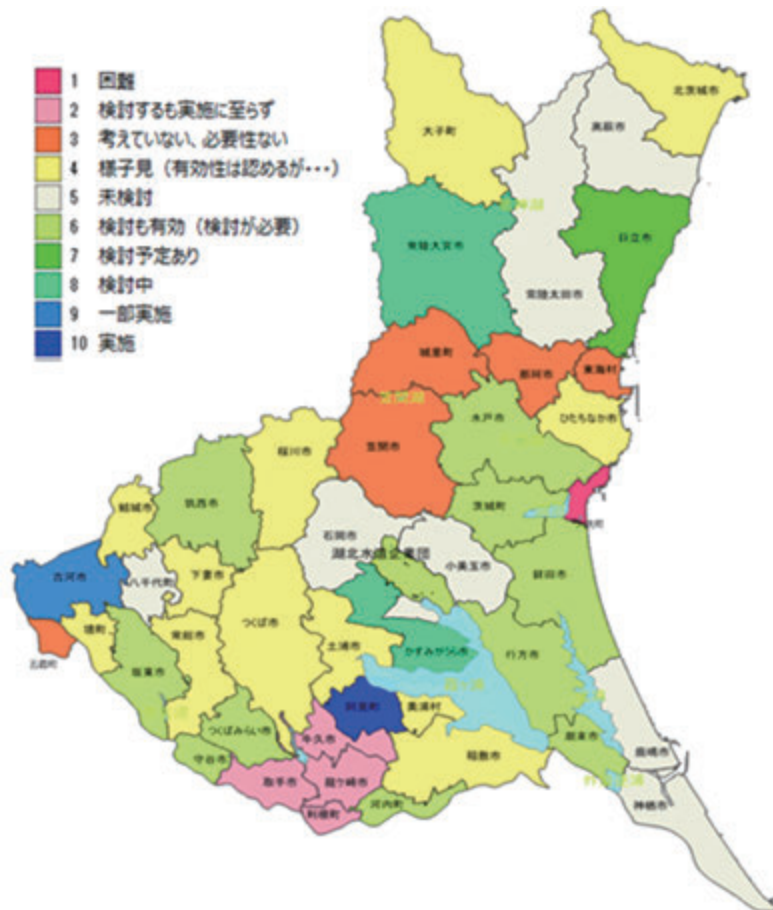 1 困難
2 検討するも実施に至らず
3 考えていない、必要性ない
4 様子見（有効性は認めるが・・・）
5 未検討
6 検討も有効（検討が必要）
7 検討予定あり
8 検討中
9 一部実施
10 実施
北茨城市
高萩市
大子町
日立市
常陸大宮市
常陸太田市
城里町
那珂市
東海村
ひたちなか市
水戸市
笠間市
桜川市
筑西市
茨城町
結城市
石岡市
湖北水道企業団
小美玉市
鉾田市
古河市
八千代町
下妻市
つくば市
境町
常総市
土浦市
かすみがうら市
行方市
五霞町
坂東市
阿見町
美浦村
つくばみらい市
牛久市
稲敷市
潮来市
鹿嶋市
守谷市
取手市
龍ケ崎市
河内町
利根町
神栖市